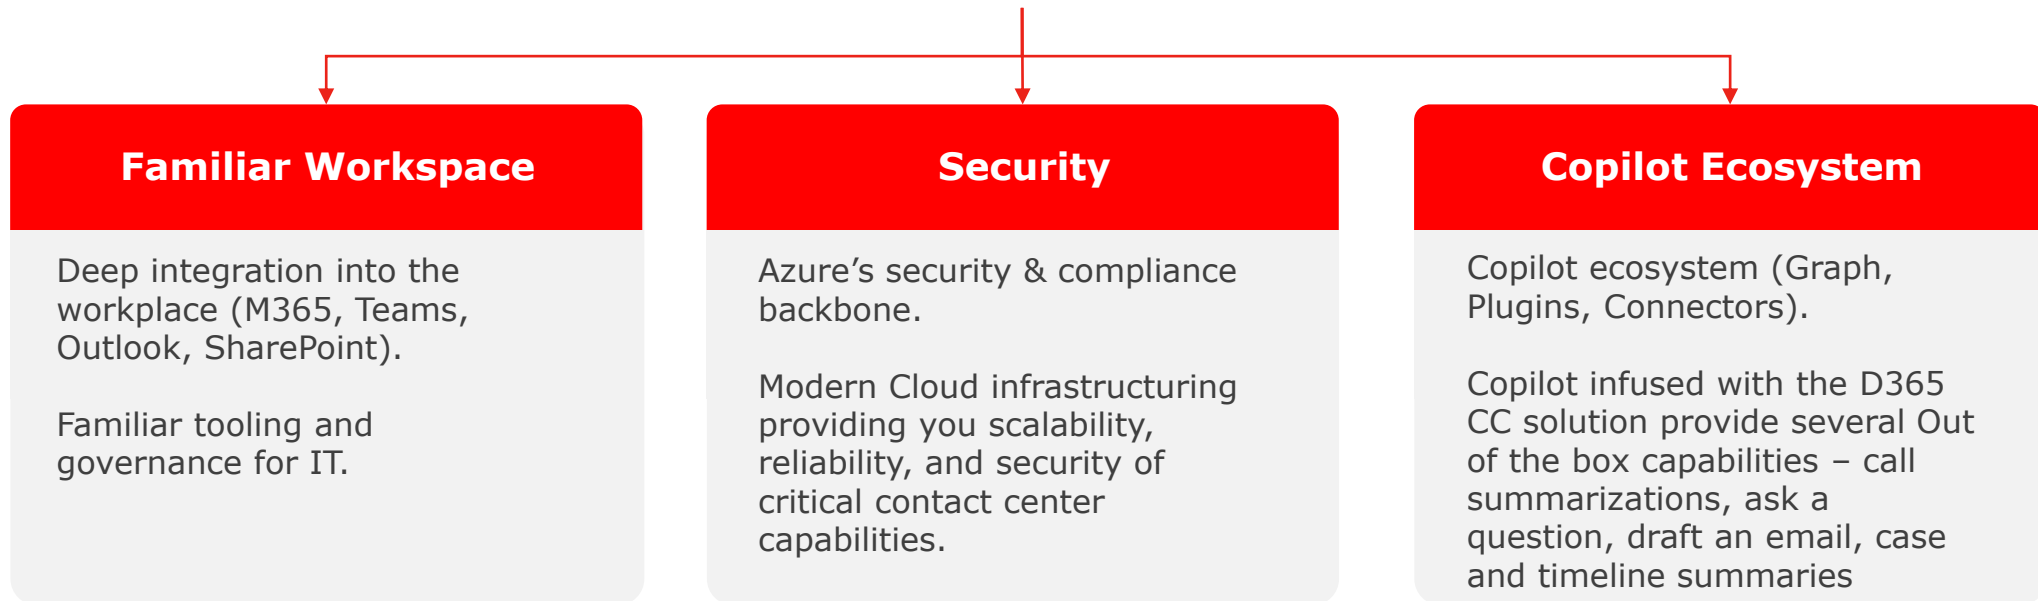 Familiar Workspace
Deep integration into the
workplace (M365, Teams,
Outlook, SharePoint).
Familiar tooling and
governance for IT.
Security
Azure’s security & compliance
backbone.
Modern Cloud infrastructuring
providing you scalability,
reliability, and security of
critical contact center
capabilities.
Copilot Ecosystem
Copilot ecosystem (Graph,
Plugins, Connectors).
Copilot infused with the D365
CC solution provide several Out
of the box capabilities – call
summarizations, ask a
question, draft an email, case
and timeline summaries